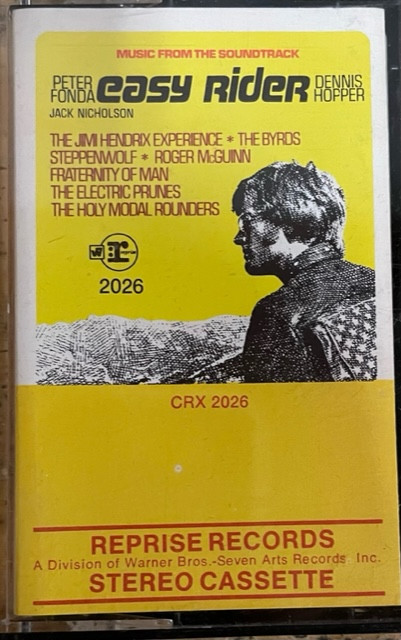 MUSIC FROM THE SOUNDTRACK
PETER FONDA easy Rider DENNIS HOPPER
JACK NICHOLSON
THE JIMI HENDRIX EXPERIENCE * THE BYRDS
STEPPENWOLF * ROGER McGUINN
FRATERNITY OF MAN
THE ELECTRIC PRUNES
THE HOLY MODAL ROUNDERS
W r:
2026
CRX 2026
REPRISE RECORDS
A Division of Warner Bros.-Seven Arts Records Inc.
STEREO CASSETTE